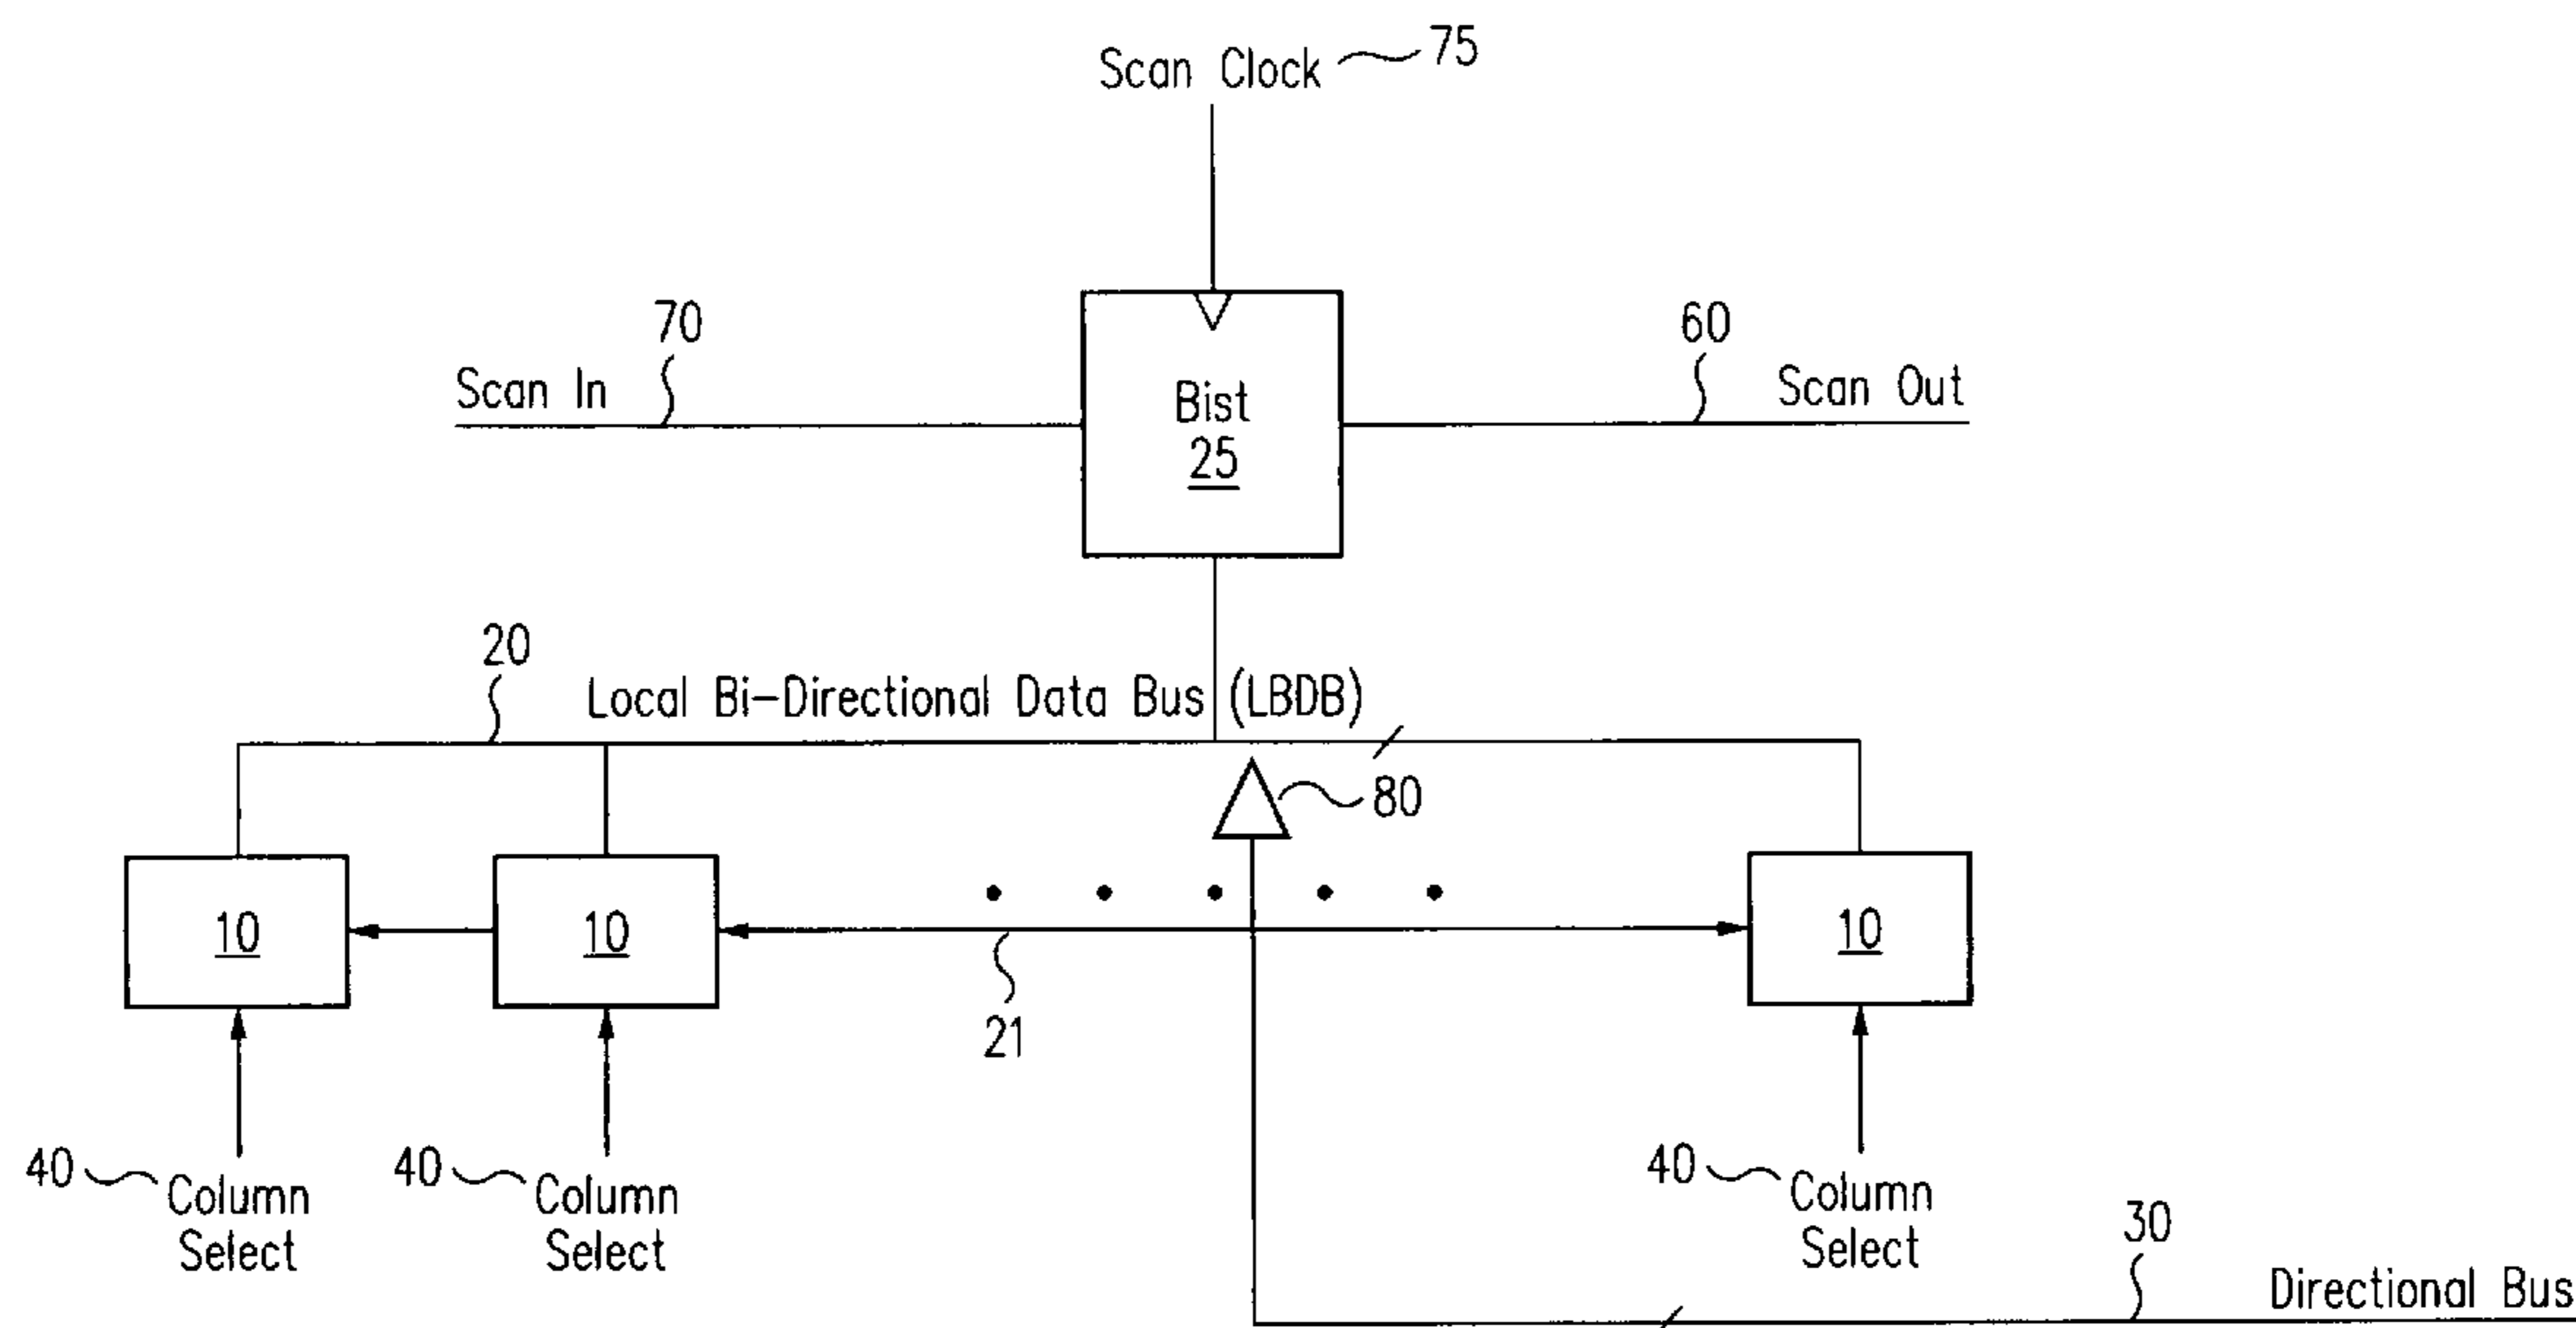 Scan Clock 75
70
60
Scan In
Scan Out
Bist
25
20
Local Bi-Directional Data Bus (LBDB)
80
10
10
10
21
40 Column Select
40 Column Select
40 Column Select
30
Directional Bus